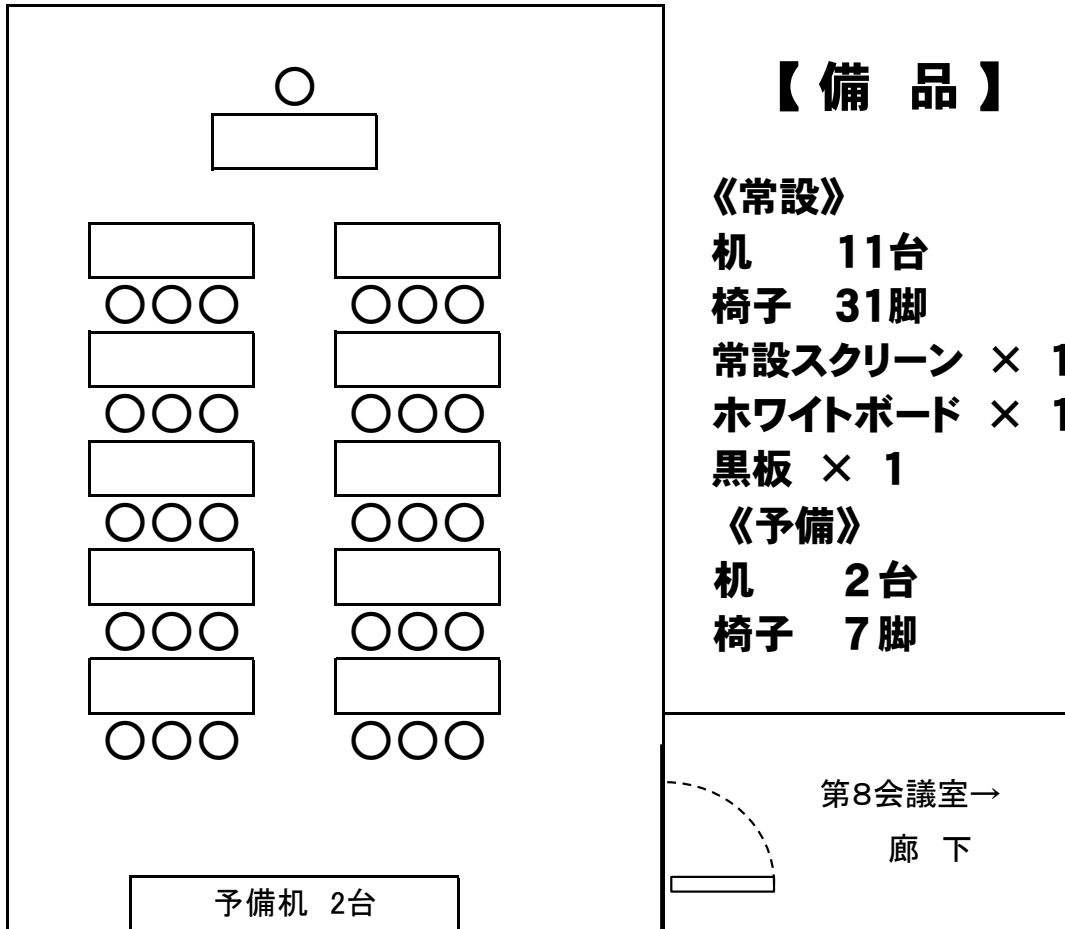 【備 品】
《常設》
机 11台
椅子 31脚
常設スクリーン × 1
ホワイトボード × 1
黒板 × 1
《予備》
机 2台
椅子 7脚
第8会議室→
廊 下
予備机 2台